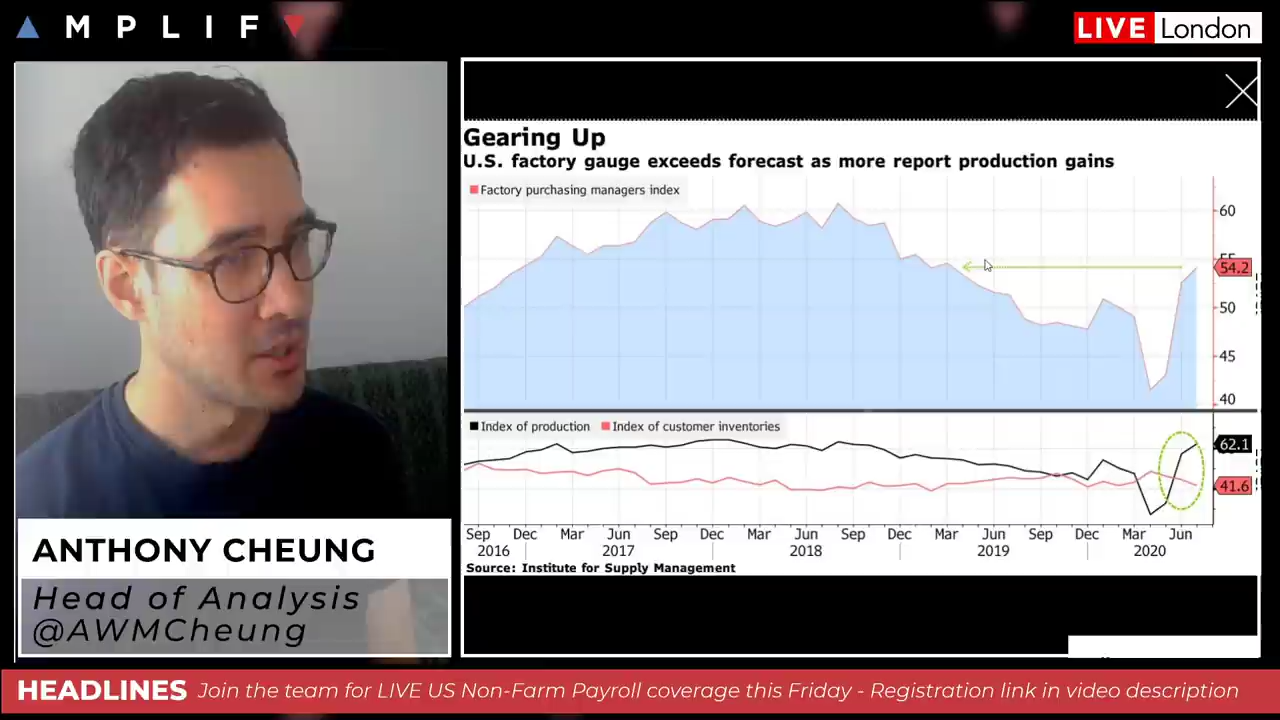 MPLIF
LIVE London
Gearing Up
U.S. factory gauge exceeds forecast as more report production gains
Factory purchasing managers index
60
55
54.2
50
45
40
Index of production Index of customer inventories
62.1
41.6
Sep Dec Mar Jun Sep Dec Mar Jun Sep Dec Mar Jun Sep Dec Mar Jun
2016 2017 2018 2019 2020
Source: Institute for Supply Management
ANTHONY CHEUNG
Head of Analysis
@AWMCheung
HEADLINES Join the team for LIVE US Non-Farm Payroll coverage this Friday - Registration link in video description